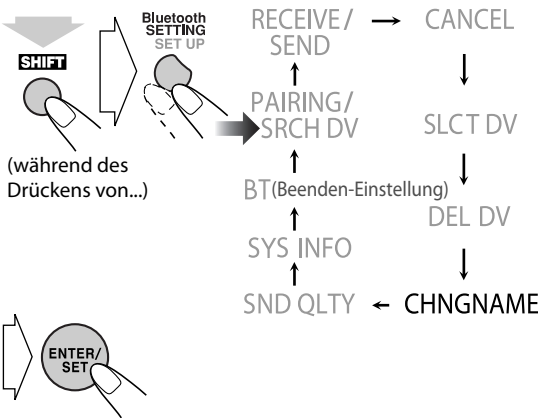 SHIFT
(während des
Drückens von...)
Bluetooth
SETTING
SET UP
RECEIVE/
SEND
CANCEL
PAIRING/
SRCH DV
SLCT DV
BT(Beenden-Einstellung)
DEL DV
SYS INFO
SND QLTY
CHNGNAME
ENTER/
SET